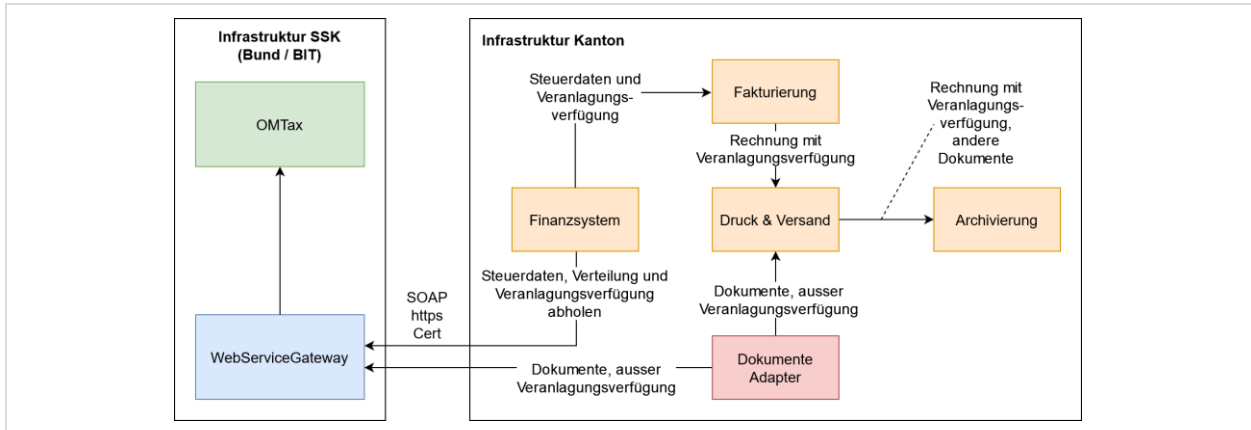 Infrastruktur SSK
(Bund / BIT)
OMTax
WebServiceGateway
SOAP
https
Cert
Infrastruktur Kanton
Steuerdaten und
Veranlagungs-
verfügung
Fakturierung
Rechnung mit
Veranlagungsverfügung
Rechnung mit
Veranlagungs-
verfügung,
andere
Dokumente
Finanzsystem
Druck & Versand
Archivierung
Steuerdaten, Verteilung und
Veranlagungsverfügung
abholen
Dokumente, ausser
Veranlagungsverfügung
Dokumente, ausser
Veranlagungsverfügung
Dokumente
Adapter